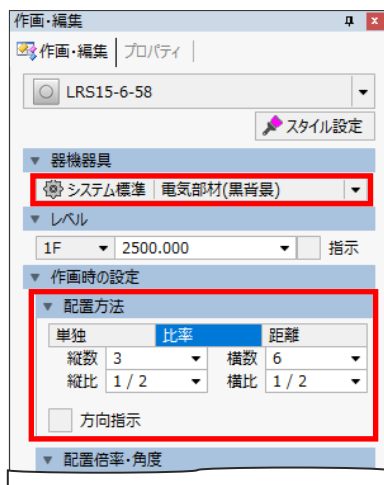 作画・編集
作画・編集 プロパティ
LRS15-6-58
スタイル設定
器機器具
システム標準 電気部材(黒背景)
レベル
1F 2500.000 指示
作画時の設定
配置方法
単独 比率 距離
縦数 3 横数 6
縦比 1 / 2 横比 1 / 2
方向指示
配置倍率・角度